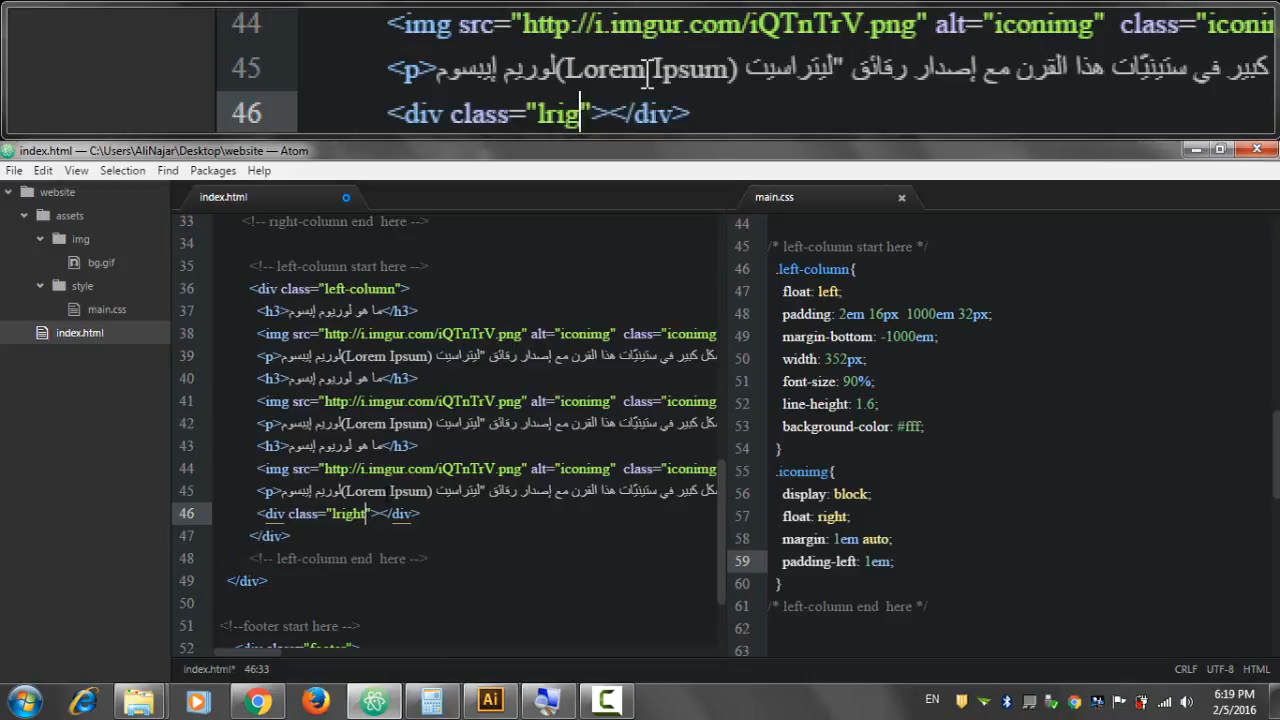 44 <img src="http://i.imgur.com/iQTnTrV.png" alt="iconimg" class="iconi
45 <p>لوريم إيبسوم(Lorem Ipsum) كبير في ستينيّات هذا القرن مع إصدار رقائق "ليتراسيت
46 <div class="lrig"></div>
index.html — C:\Users\AliNajar\Desktop\website — Atom
File Edit View Selection Find Packages Help
website
assets
img
bg.gif
style
main.css
index.html
index.html
33 <!-- right-column end  here -->
34
35 <!-- left-column start here -->
36 <div class="left-column">
37 <h3>ما هو لوريوم إيسوم</h3>
38 <img src="http://i.imgur.com/iQTnTrV.png" alt="iconimg" class="iconimg
39 <p>لوريم إيبسوم(Lorem Ipsum) كل كبير في ستينيّات هذا القرن مع إصدار رقائق "ليتراسيت
40 <h3>ما هو لوريوم إيسوم</h3>
41 <img src="http://i.imgur.com/iQTnTrV.png" alt="iconimg" class="iconimg
42 <p>لوريم إيبسوم(Lorem Ipsum) كل كبير في ستينيّات هذا القرن مع إصدار رقائق "ليتراسيت
43 <h3>ما هو لوريوم إيسوم</h3>
44 <img src="http://i.imgur.com/iQTnTrV.png" alt="iconimg" class="iconimg
45 <p>لوريم إيبسوم(Lorem Ipsum) كل كبير في ستينيّات هذا القرن مع إصدار رقائق "ليتراسيت
46 <div class="lright"></div>
47 </div>
48 <!-- left-column end  here -->
49 </div>
50
51 <!--footer start here -->
52 <div class="footer">
main.css
44
45 /* left-column start here */
46 .left-column{
47 float: left;
48 padding: 2em 16px  1000em 32px;
49 margin-bottom: -1000em;
50 width: 352px;
51 font-size: 90%;
52 line-height: 1.6;
53 background-color: #fff;
54 }
55 .iconimg{
56 display: block;
57 float: right;
58 margin: 1em auto;
59 padding-left: 1em;
60 }
61 /* left-column end  here */
62
63
index.html* 46:33
CRLF UTF-8 HTML
Ai
C
EN
6:19 PM
2/5/2016